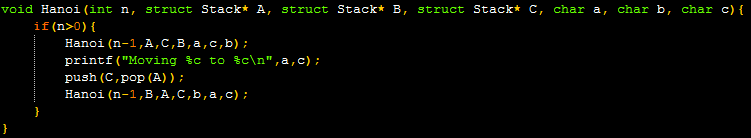 void Hanoi(int n, struct Stack* A, struct Stack* B, struct Stack* C, char a, char b, char c){
    if(n>0){
        Hanoi(n-1,A,C,B,a,c,b);
        printf("Moving %c to %c\n",a,c);
        push(C,pop(A));
        Hanoi(n-1,B,A,C,b,a,c);
    }
}